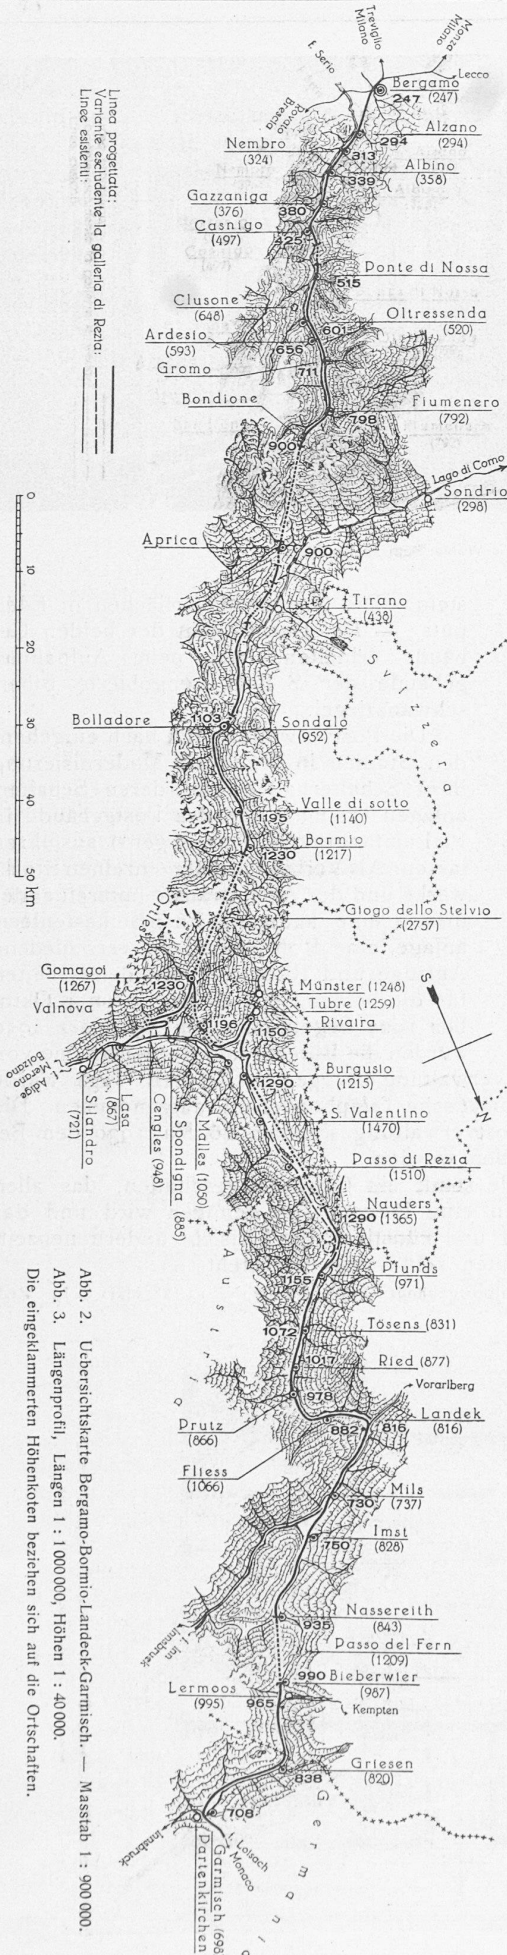 Treviglio
Milano
Monza
Milano
Lecco
f. Serio
Rovato
Brescia
Bergamo
247 (247)
Alzano
294 (294)
Nembro
(324)
313
Albino
339 (358)
Gazzaniga
(376)
380
Casnigo
(497)
425
Ponte di Nossa
515
Clusone
(648)
Oltressenda
601 (520)
Ardesio
(593)
656
Gromo
711
Bondione
Fiumenero
798 (792)
900
Lago di Como
Sondrio
(298)
Aprica
900
Tirano
(438)
Svizzera
Bolladore
1103
Sondalo
(952)
Valle di sotto
1195 (1140)
Bormio
1230 (1217)
Ortles
Giogo dello Stelvio
(2757)
Gomagoi
(1267)
1230
Münster (1248)
Tubre (1259)
Valnova
1196
Rivaira
1150
Burgusio
1290 (1215)
f. Adige
Merano
Bolzano
Silandro
(721)
Lasa
(867)
Cengles (948)
Spondigna
(885)
Malles (1050)
S. Valentino
(1470)
Passo di Rezia
(1510)
Nauders
1290 (1365)
Austria
Pfunds
1155 (971)
1072
Tösens (831)
1017
Ried (877)
978
Vorarlberg
Prutz
(866)
Landek
882 816 (816)
Fliess
(1066)
Mils
730 (737)
Imst
750 (828)
f. Inn
Innsbruck
Nassereith
935 (843)
Passo del Fern
(1209)
990 Bieberwier
(987)
Lermoos
(995)
965
Kempten
Griesen
838 (820)
Germania
708
Innsbruck
f. Loisach
Monaco
Garmisch (698)
Partenkirchen
S
N
Linea progettata:
Variante escludente la galleria di Rezia:
Linee esistenti:
0 10 20 30 40 50 km
Abb. 2. Uebersichtskarte Bergamo-Bormio-Landeck-Garmisch. — Masstab 1 : 900 000.
Abb. 3. Längenprofil, Längen 1 : 1 000 000, Höhen 1 : 40 000.
Die eingeklammerten Höhenkoten beziehen sich auf die Ortschaften.